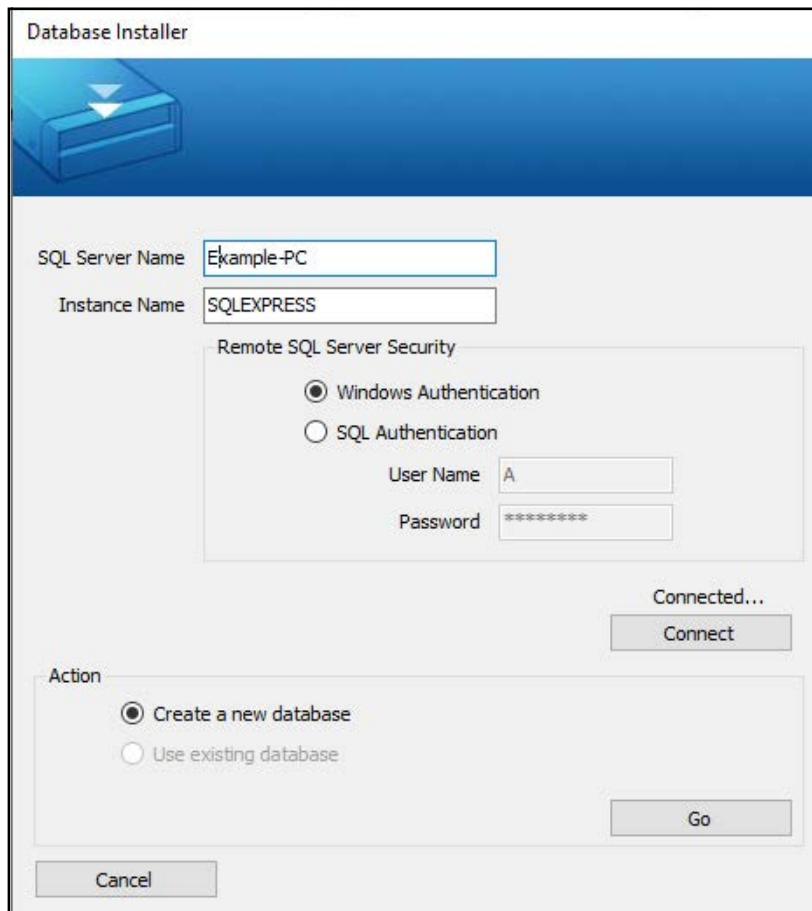 Database Installer
SQL Server Name Example-PC
Instance Name SQLEXPRESS
Remote SQL Server Security
Windows Authentication
SQL Authentication
User Name A
Password ********
Connected...
Connect
Action
Create a new database
Use existing database
Go
Cancel